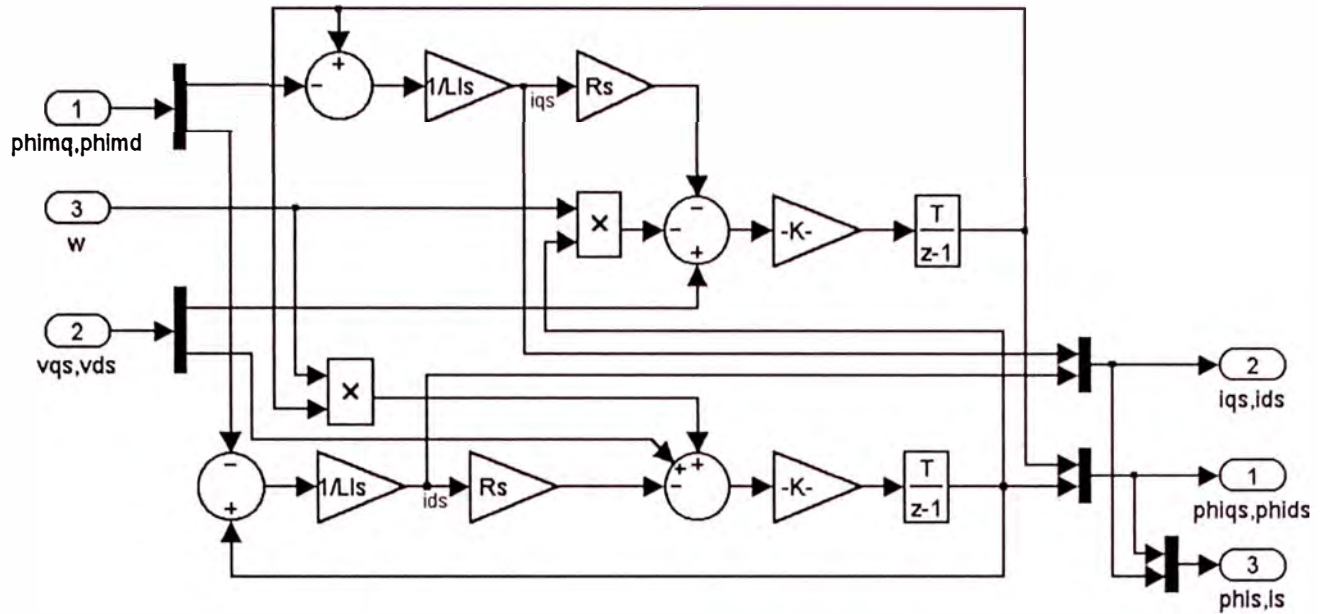 +
−
1/Lls
iqs
Rs
1
phimq,phimd
3
w
×
−
−
+
-K-
T
z-1
2
vqs,vds
×
2
iqs,ids
−
+
1/Lls
ids
Rs
+
+
−
-K-
T
z-1
1
phiqs,phids
3
phis,is